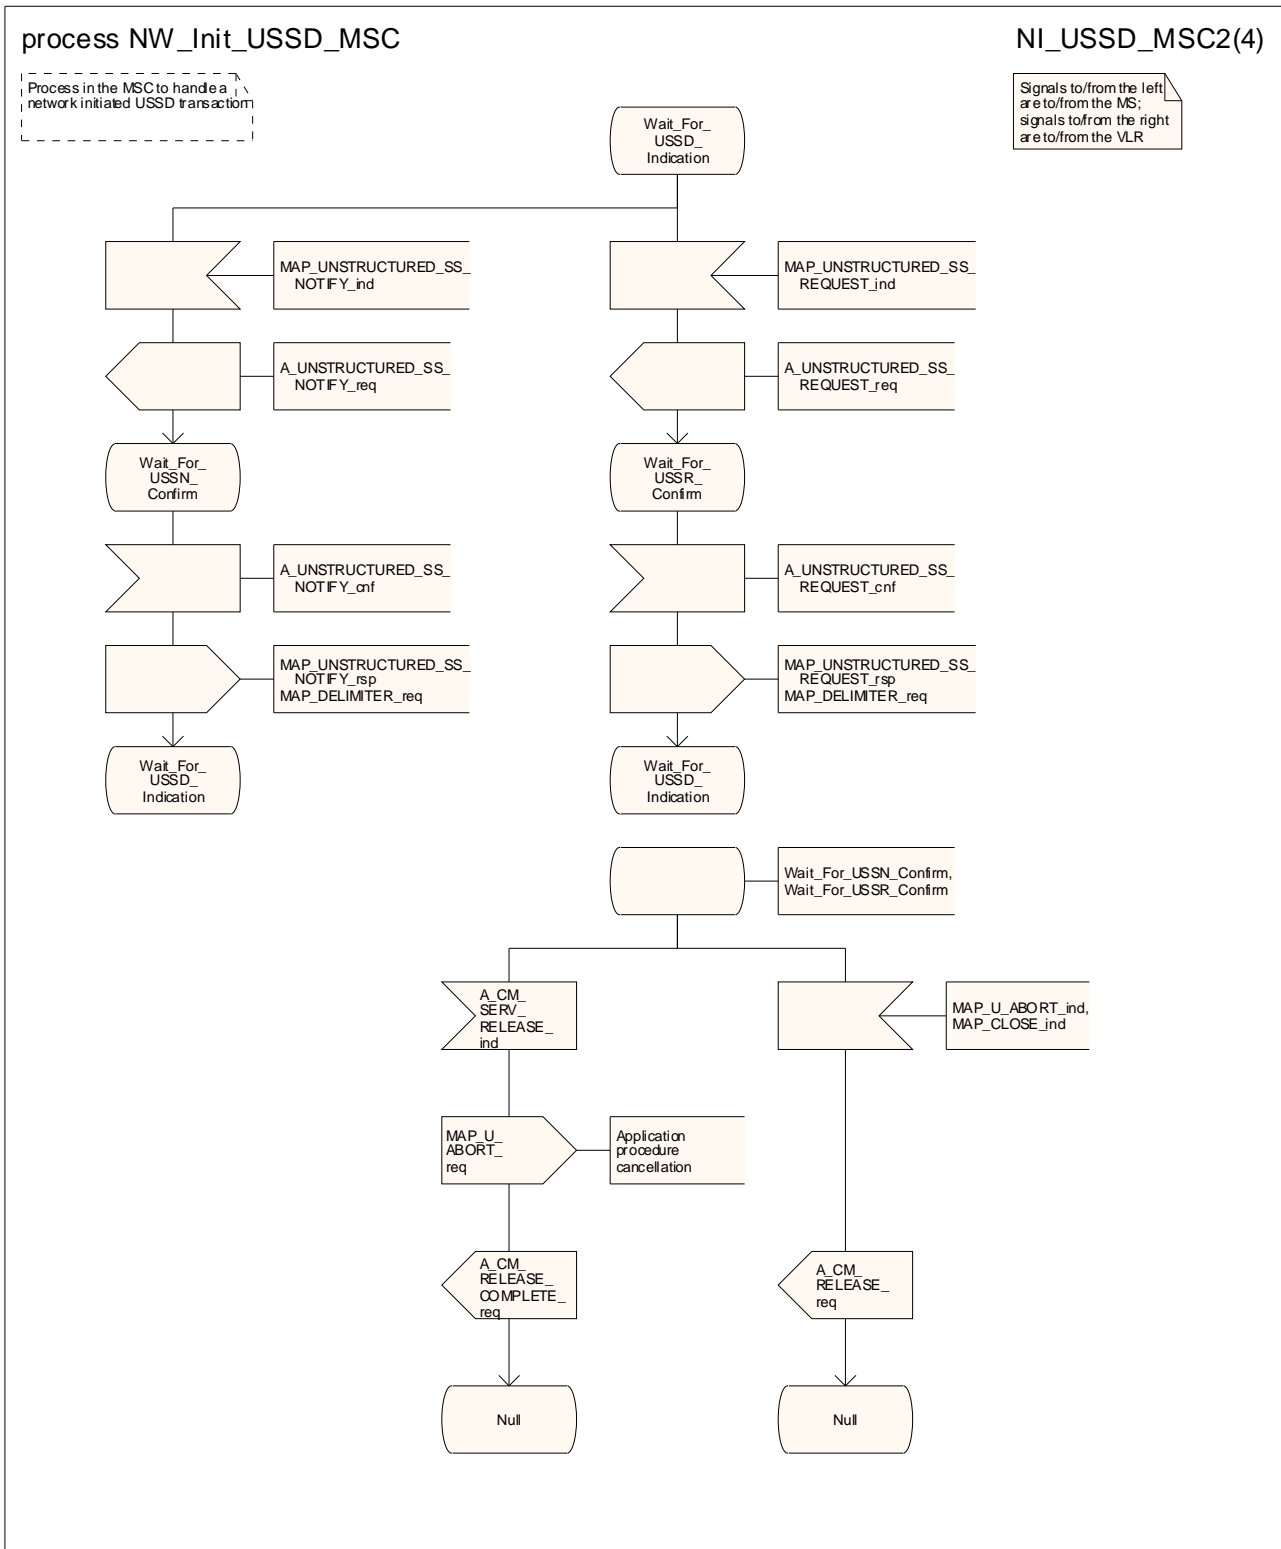 process NW_Init_USSD_MSC
NI_USSD_MSC2(4)
Process in the MSC to handle a
network initiated USSD transaction
Signals to/from the left
are to/from the MS;
signals to/from the right
are to/from the VLR
Wait_For_
USSD_
Indication
MAP_UNSTRUCTURED_SS_
NOTIFY_ind
MAP_UNSTRUCTURED_SS_
REQUEST_ind
A_UNSTRUCTURED_SS_
NOTIFY_req
A_UNSTRUCTURED_SS_
REQUEST_req
Wait_For_
USSN_
Confirm
Wait_For_
USSR_
Confirm
A_UNSTRUCTURED_SS_
NOTIFY_cnf
A_UNSTRUCTURED_SS_
REQUEST_cnf
MAP_UNSTRUCTURED_SS_
NOTIFY_rsp
MAP_DELIMITER_req
MAP_UNSTRUCTURED_SS_
REQUEST_rsp
MAP_DELIMITER_req
Wait_For_
USSD_
Indication
Wait_For_
USSD_
Indication
Wait_For_USSN_Confirm,
Wait_For_USSR_Confirm
A_CM_
SERV_
RELEASE_
ind
MAP_U_ABORT_ind,
MAP_CLOSE_ind
MAP_U_
ABORT_
req
Application
procedure
cancellation
A_CM_
RELEASE_
COMPLETE_
req
A_CM_
RELEASE_
req
Null
Null